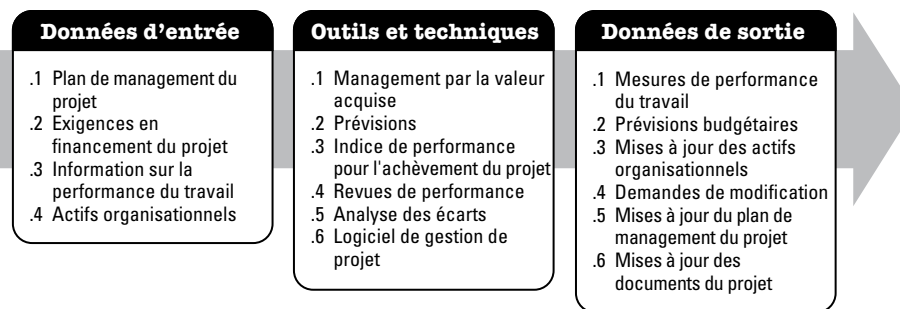 Données d’entrée
.1 Plan de management du
projet
.2 Exigences en
financement du projet
.3 Information sur la
performance du travail
.4 Actifs organisationnels
Outils et techniques
.1 Management par la valeur
acquise
.2 Prévisions
.3 Indice de performance
pour l'achèvement du projet
.4 Revues de performance
.5 Analyse des écarts
.6 Logiciel de gestion de
projet
Données de sortie
.1 Mesures de performance
du travail
.2 Prévisions budgétaires
.3 Mises à jour des actifs
organisationnels
.4 Demandes de modification
.5 Mises à jour du plan de
management du projet
.6 Mises à jour des
documents du projet